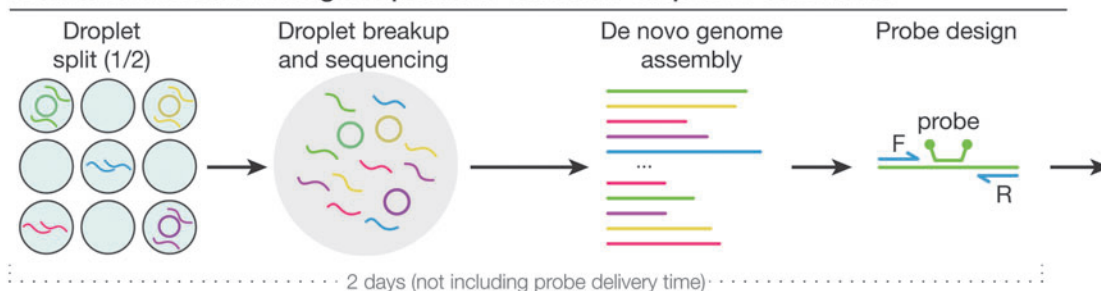 Droplet
split (1/2)
Droplet breakup
and sequencing
De novo genome
assembly
Probe design
...
F
probe
R
2 days (not including probe delivery time)